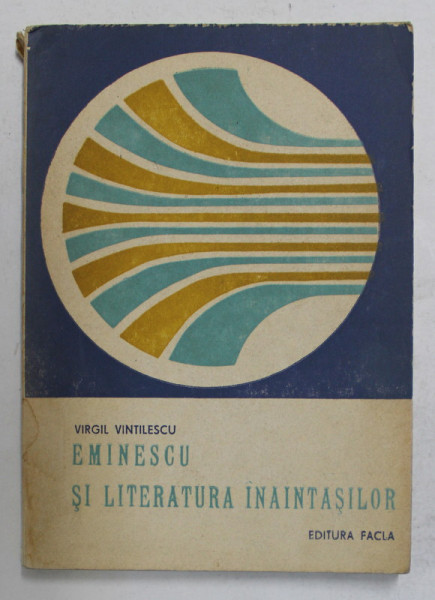 VIRGIL VINTILESCU
EMINESCU
ȘI LITERATURA ÎNAINTAȘILOR
EDITURA FACLA